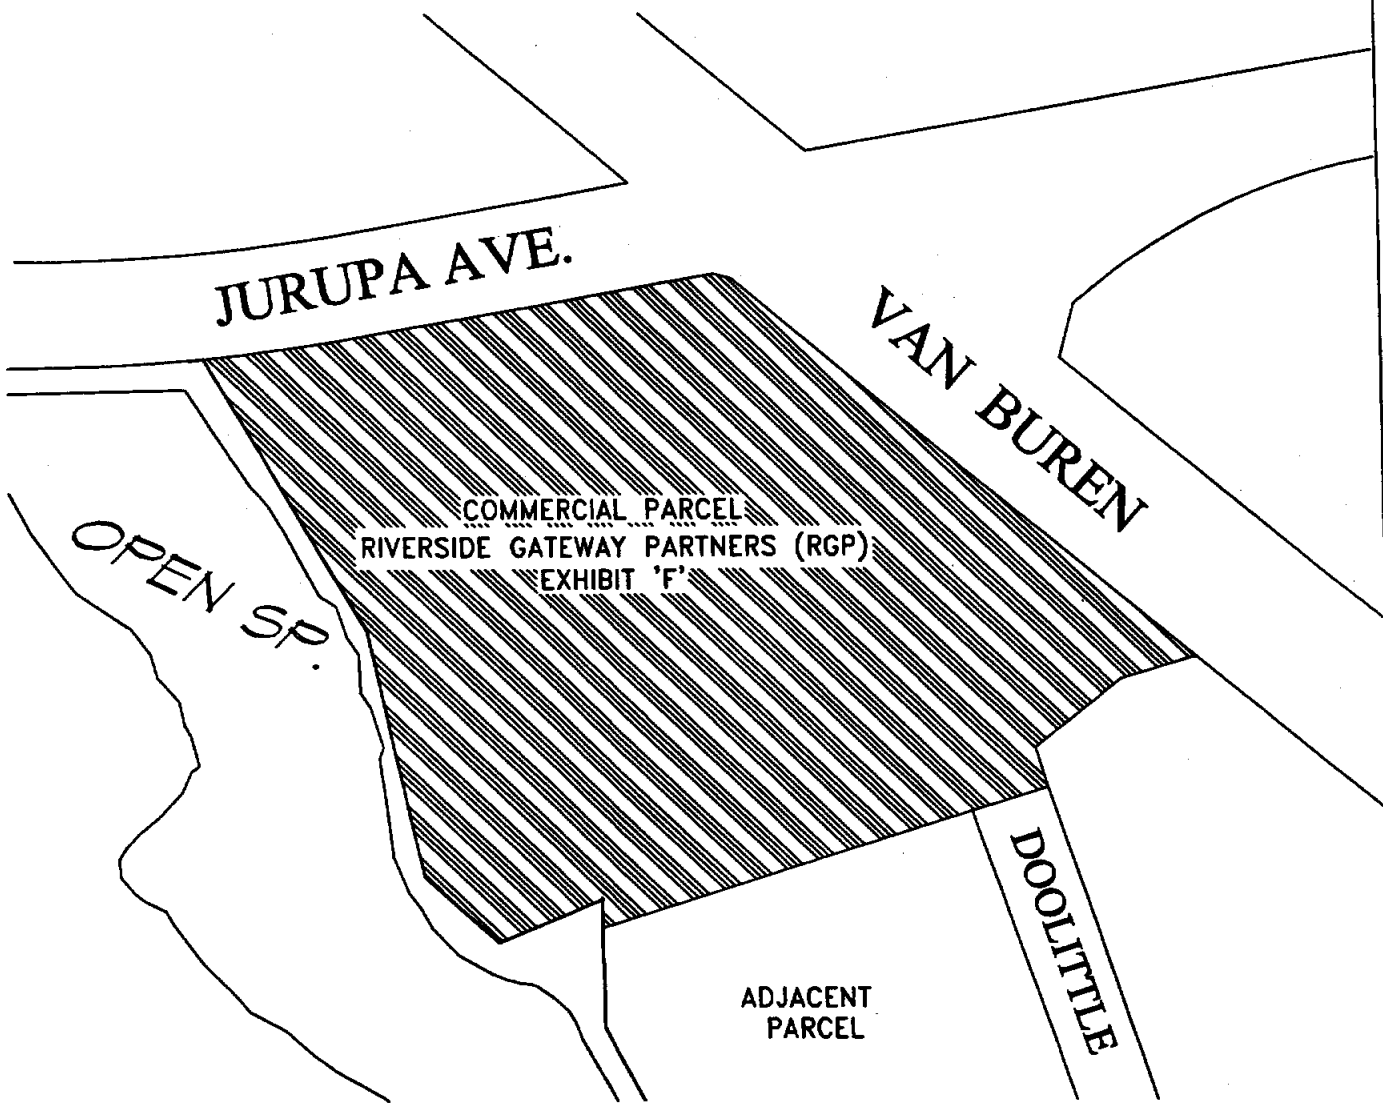 JURUPA AVE.
VAN BUREN
COMMERCIAL PARCEL
RIVERSIDE GATEWAY PARTNERS (RGP)
EXHIBIT 'F'
OPEN SP.
DOOLITTLE
ADJACENT
PARCEL